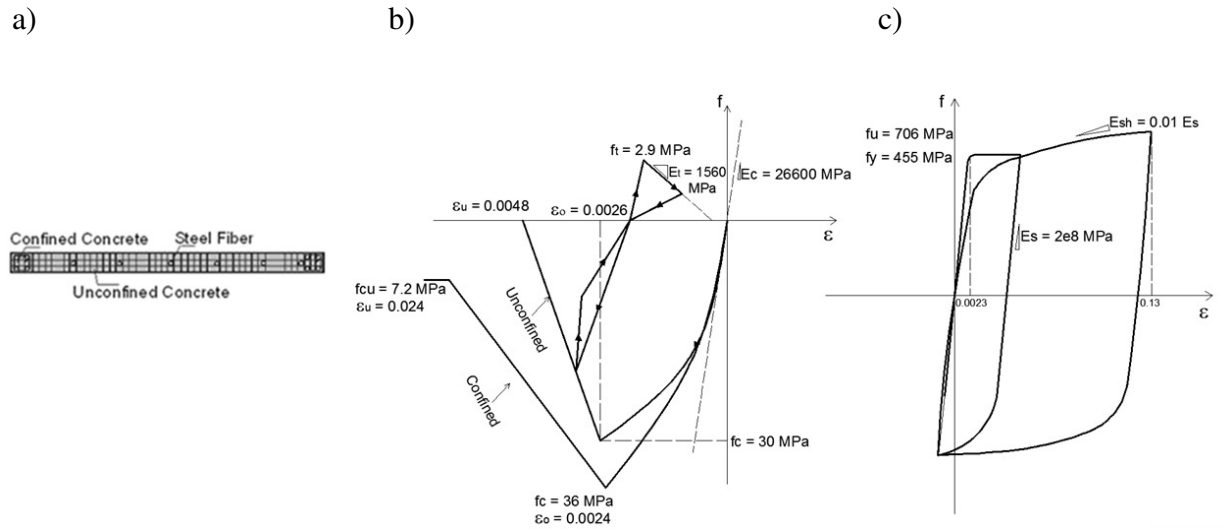 a)
b)
c)
Confined Concrete
Steel Fiber
Unconfined Concrete
f
ft = 2.9 MPa
Et = 1560
MPa
Ec = 26600 MPa
εu = 0.0048
εo = 0.0026
ε
fcu = 7.2 MPa
εu = 0.024
Unconfined
Confined
fc = 30 MPa
fc = 36 MPa
εo = 0.0024
f
Esh = 0.01 Es
fu = 706 MPa
fy = 455 MPa
Es = 2e8 MPa
0.0023
0.13
ε